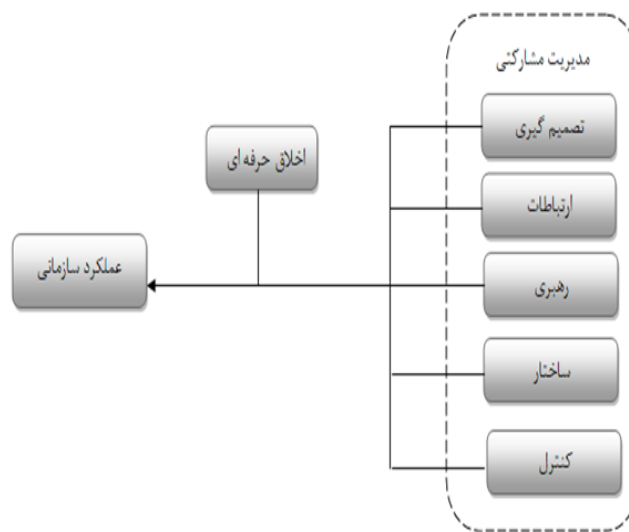 مدیریت مشارکتی
تصمیم گیری
اخلاق حرفه ای
ارتباطات
عملکرد سازمانی
رهبری
ساختار
کنترل